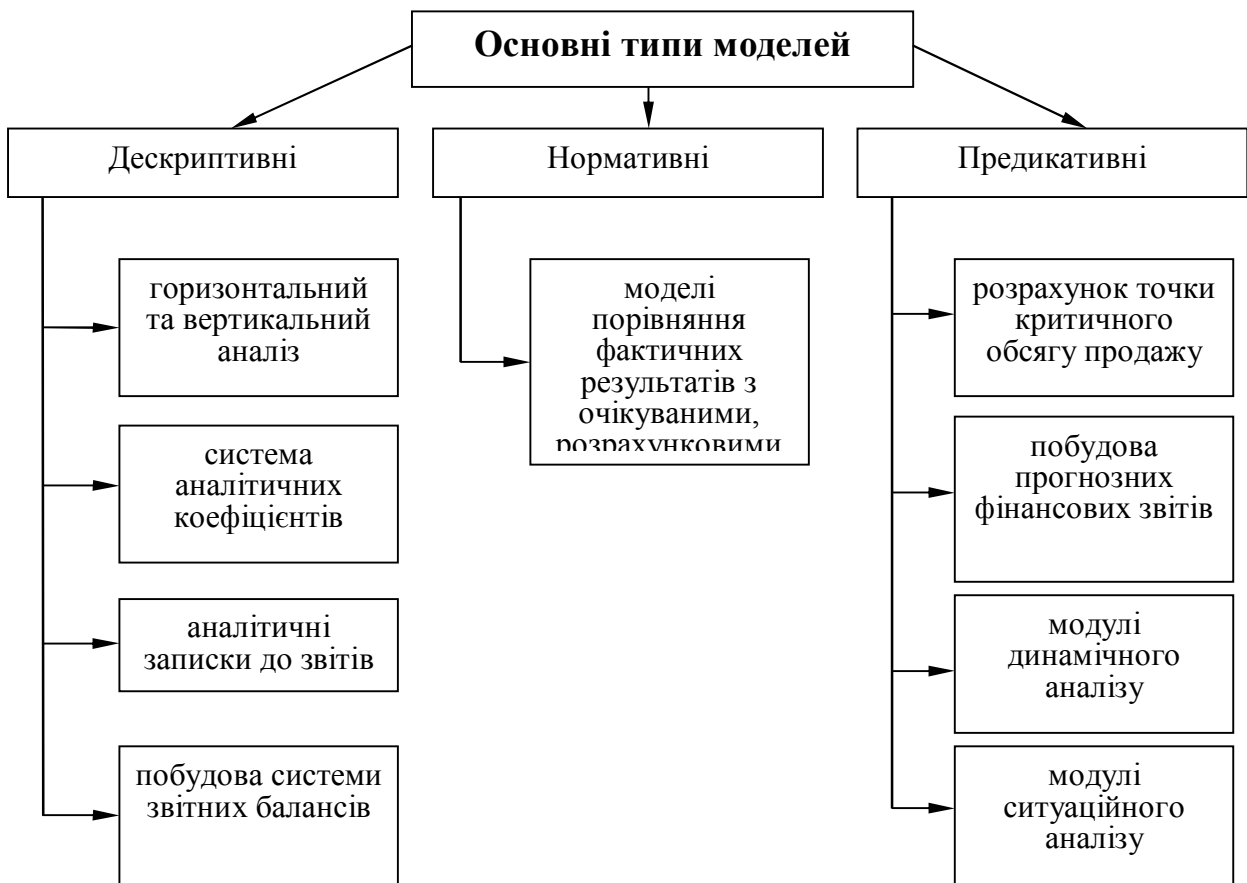 Основні типи моделей
Дескриптивні
Нормативні
Предикативні
горизонтальний
та вертикальний
аналіз
система
аналітичних
коефіцієнтів
аналітичні
записки до звітів
побудова системи
звітних балансів
моделі
порівняння
фактичних
результатів з
очікуваними,
розрахунковими
розрахунок точки
критичного
обсягу продажу
побудова
прогнозних
фінансових звітів
модулі
динамічного
аналізу
модулі
ситуаційного
аналізу